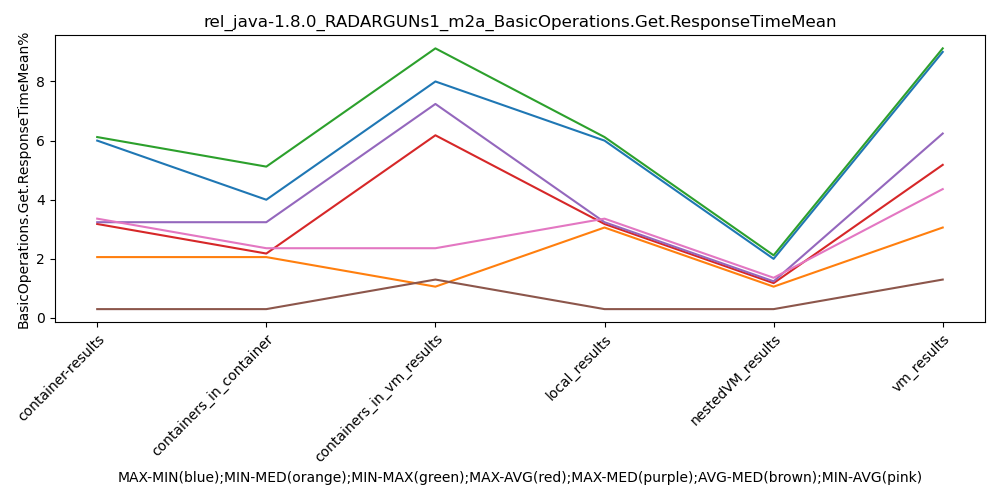 rel_java-1.8.0_RADARGUNs1_m2a_BasicOperations.Get.ResponseTimeMean
BasicOperations.Get.ResponseTimeMean%
8
6
4
2
0
container-results
containers_in_container
containers_in_vm_results
local_results
nestedVM_results
vm_results
MAX-MIN(blue);MIN-MED(orange);MIN-MAX(green);MAX-AVG(red);MAX-MED(purple);AVG-MED(brown);MIN-AVG(pink)